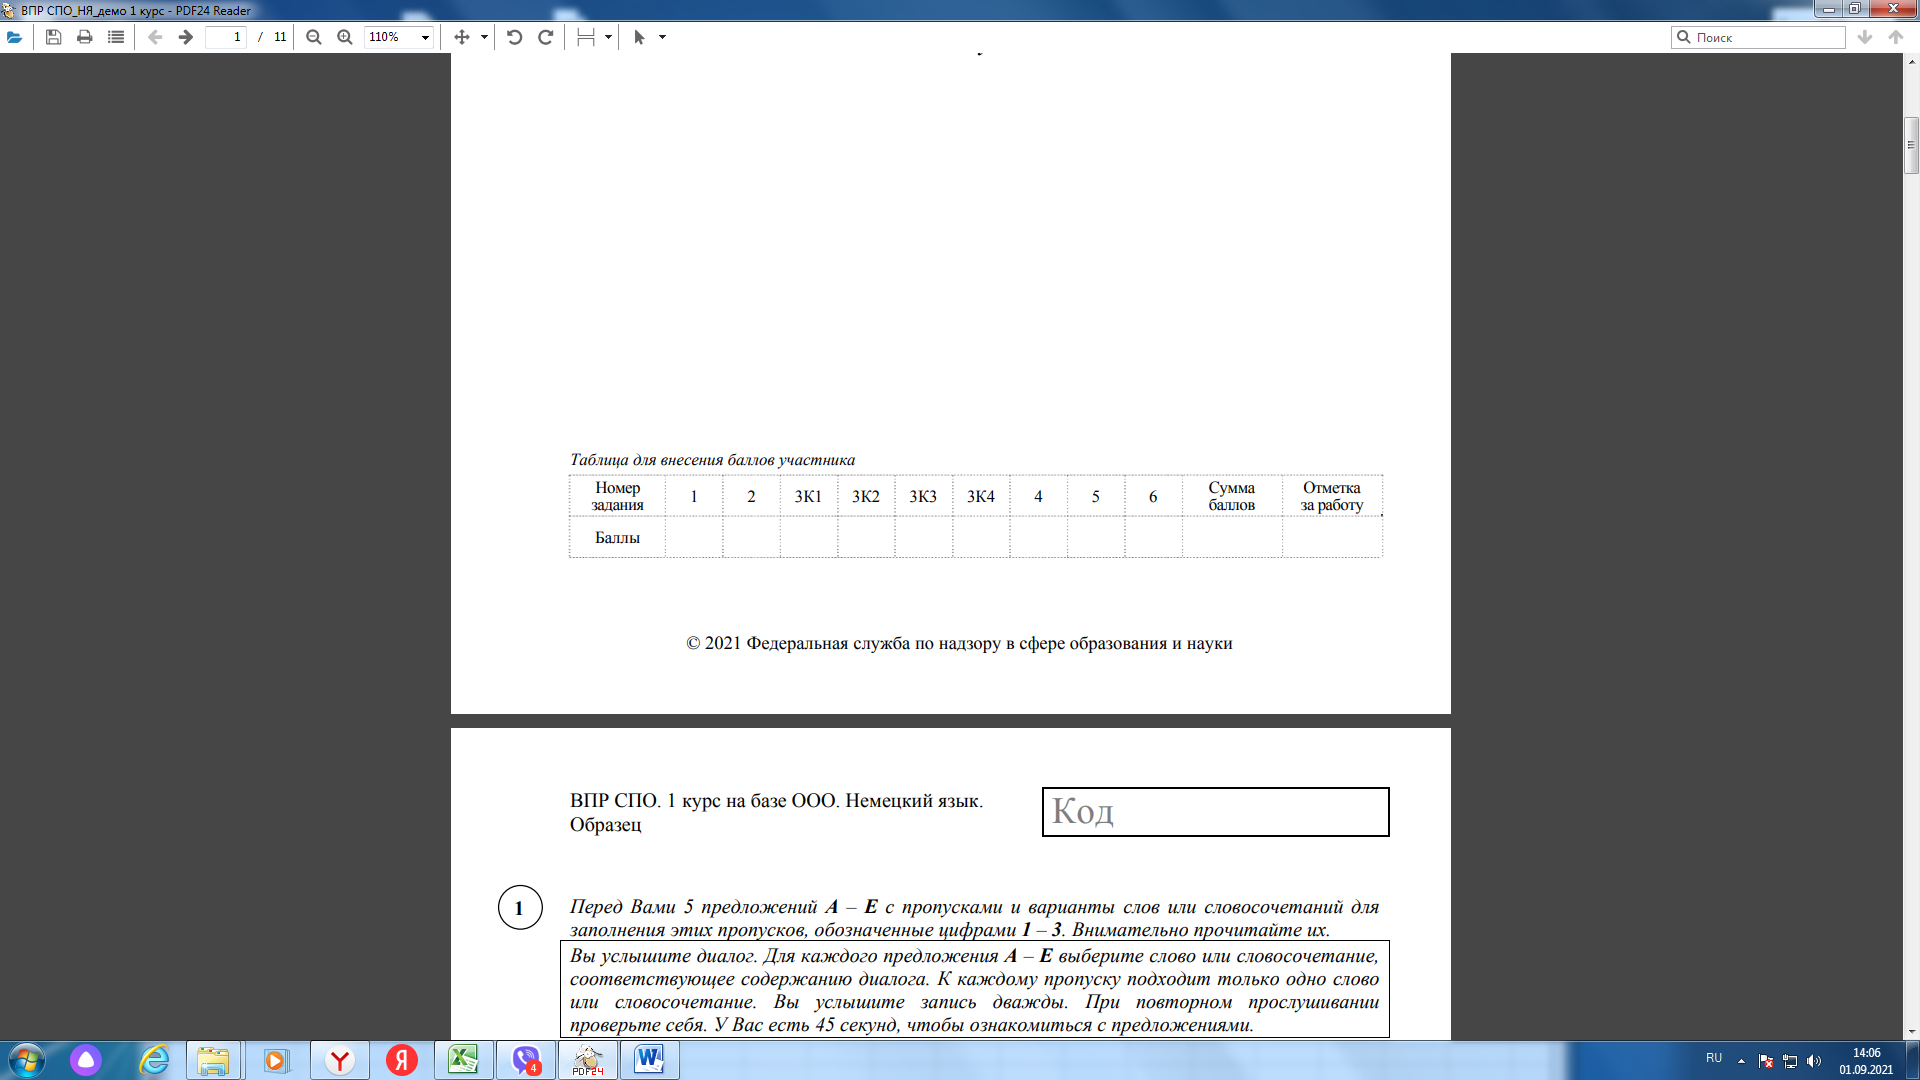 ВПР СПО_НЯ_демо 1 курс - PDF24 Reader
1 / 11 110% Поиск
Таблица для внесения баллов участника
Номер задания 1 2 3К1 3К2 3К3 3К4 4 5 6 Сумма баллов Отметка за работу
Баллы
© 2021 Федеральная служба по надзору в сфере образования и науки
ВПР СПО. 1 курс на базе ООО. Немецкий язык.
Образец
Код
1
Перед Вами 5 предложений A – E с пропусками и варианты слов или словосочетаний для
заполнения этих пропусков, обозначенные цифрами 1 – 3. Внимательно прочитайте их.
Вы услышите диалог. Для каждого предложения A – E выберите слово или словосочетание,
соответствующее содержанию диалога. К каждому пропуску подходит только одно слово
или словосочетание. Вы услышите запись дважды. При повторном прослушивании
проверьте себя. У Вас есть 45 секунд, чтобы ознакомиться с предложениями.
4
PDF24
RU
14:06
01.09.2021